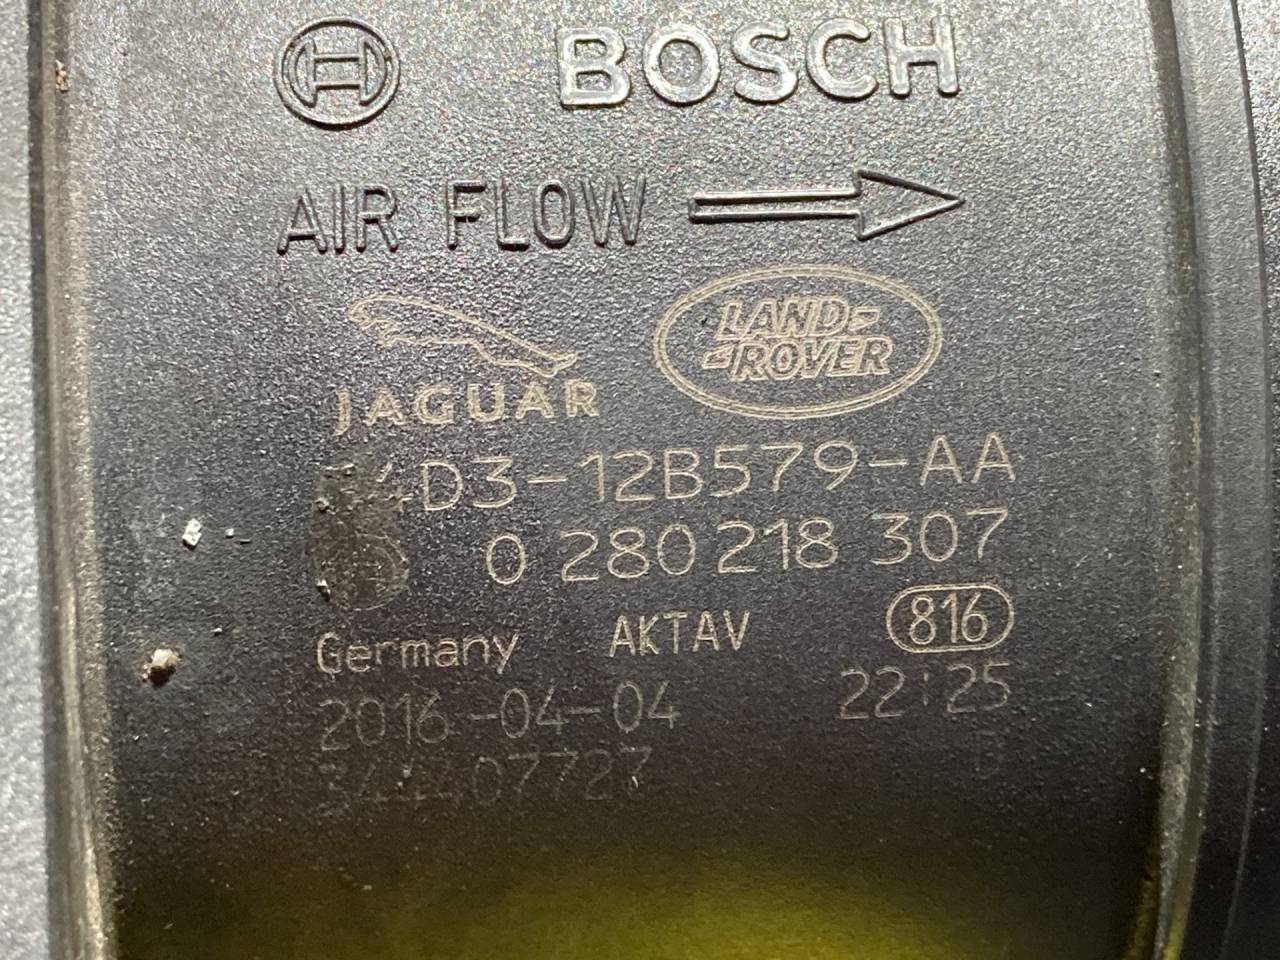 BOSCH
AIR FLOW
JAGUAR
LAND ROVER
4D3-12B579-AA
0 280 218 307
Germany AKTAV 816
2016-04-04 22:25